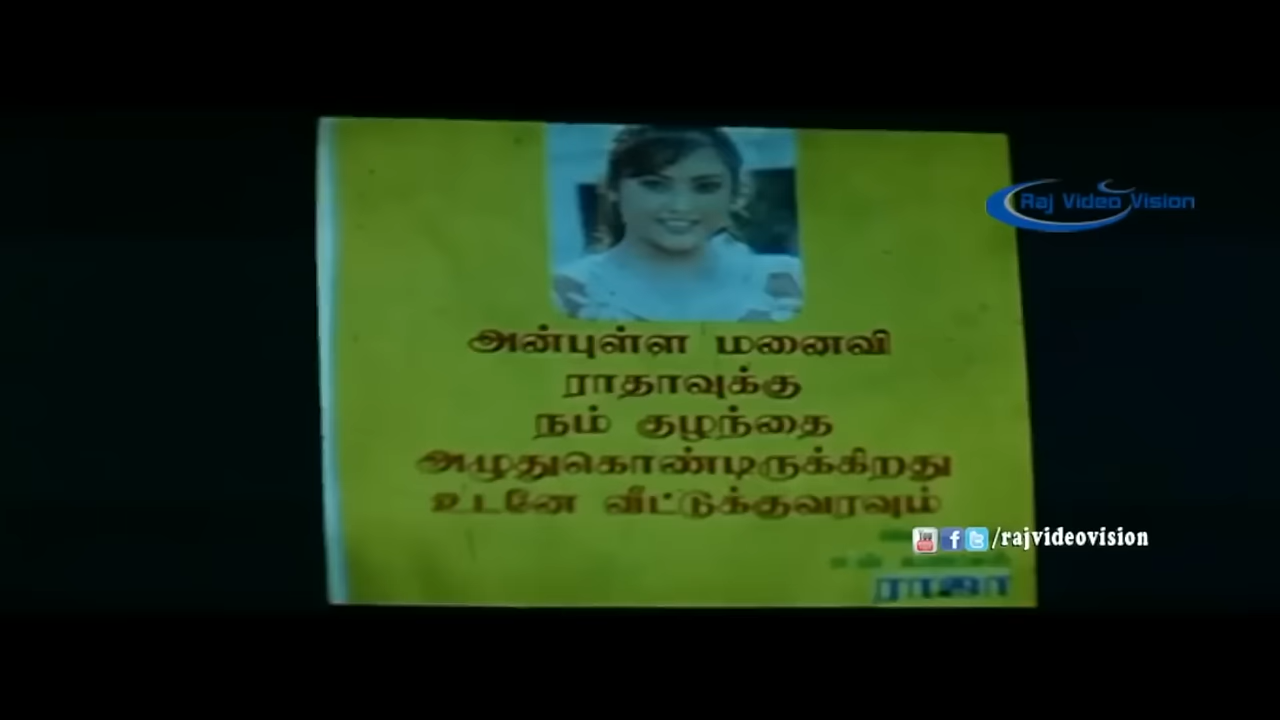 Raj Video Vision
அன்புள்ள மனைவி
ராதாவுக்கு
நம் குழந்தை
அழுதுகொண்டிருக்கிறது
உடனே வீட்டுக்குவரவும்
/rajvideovision
ராஜா